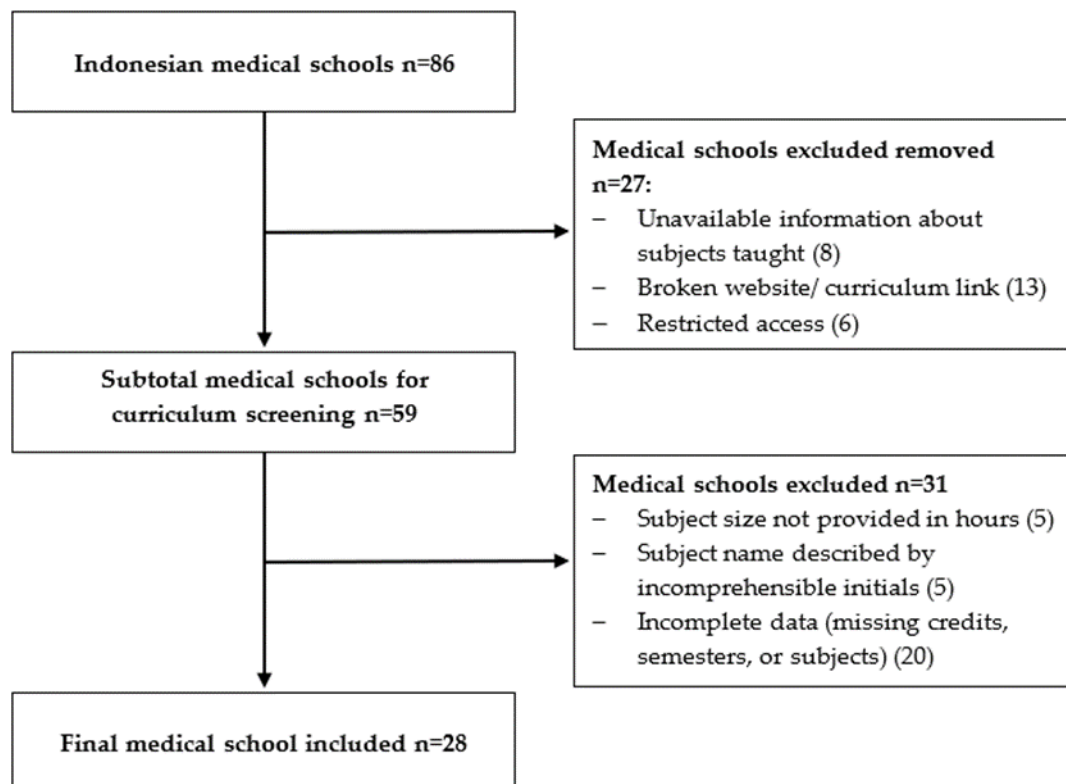 Indonesian medical schools n=86
Medical schools excluded removed
n=27:
– Unavailable information about
subjects taught (8)
– Broken website/ curriculum link (13)
– Restricted access (6)
Subtotal medical schools for
curriculum screening n=59
Medical schools excluded n=31
– Subject size not provided in hours (5)
– Subject name described by
incomprehensible initials (5)
– Incomplete data (missing credits,
semesters, or subjects) (20)
Final medical school included n=28